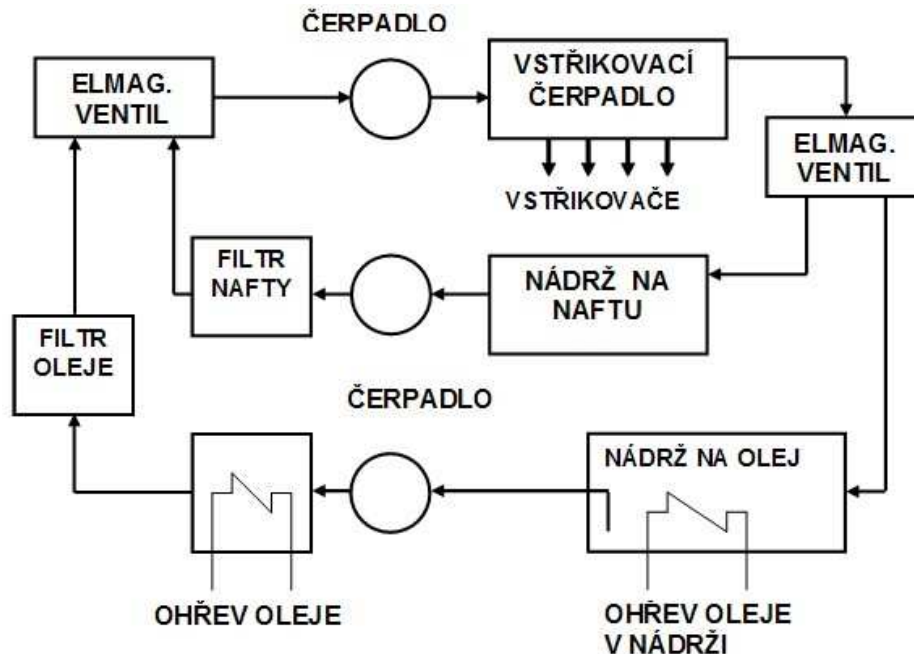 ČERPADLO
ELMAG.
VENTIL
VSTŘIKOVACÍ
ČERPADLO
ELMAG.
VENTIL
VSTŘIKOVAČE
FILTR
NAFTY
NÁDRŽ NA
NAFTU
FILTR
OLEJE
ČERPADLO
NÁDRŽ NA OLEJ
OHŘEV OLEJE
OHŘEV OLEJE
V NÁDRŽI